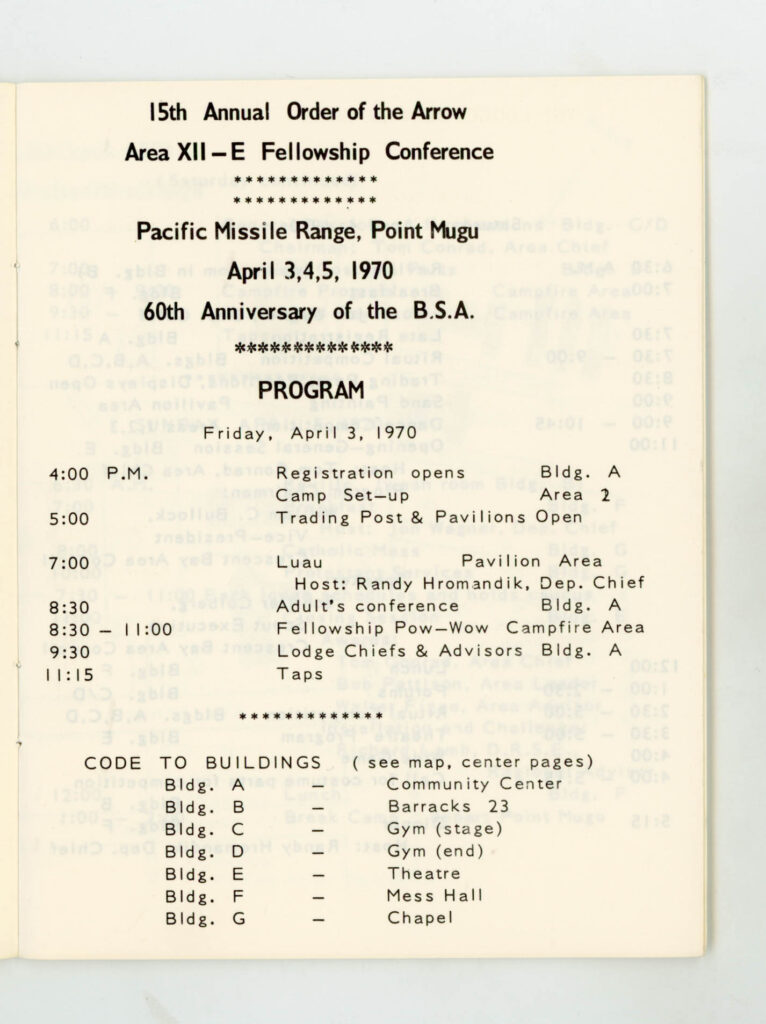 15th Annual Order of the Arrow
Area XII – E Fellowship Conference
*************
*************
Pacific Missile Range, Point Mugu
April 3,4,5, 1970
60th Anniversary of the B.S.A.
**************
PROGRAM
Friday, April 3, 1970
4:00 P.M. Registration opens Bldg. A
Camp Set–up Area 2
5:00 Trading Post & Pavilions Open
7:00 Luau Pavilion Area
Host: Randy Hromandik, Dep. Chief
8:30 Adult's conference Bldg. A
8:30 – 11:00 Fellowship Pow–Wow Campfire Area
9:30 Lodge Chiefs & Advisors Bldg. A
11:15 Taps
*************
CODE TO BUILDINGS ( see map, center pages)
Bldg. A – Community Center
Bldg. B – Barracks 23
Bldg. C – Gym (stage)
Bldg. D – Gym (end)
Bldg. E – Theatre
Bldg. F – Mess Hall
Bldg. G – Chapel